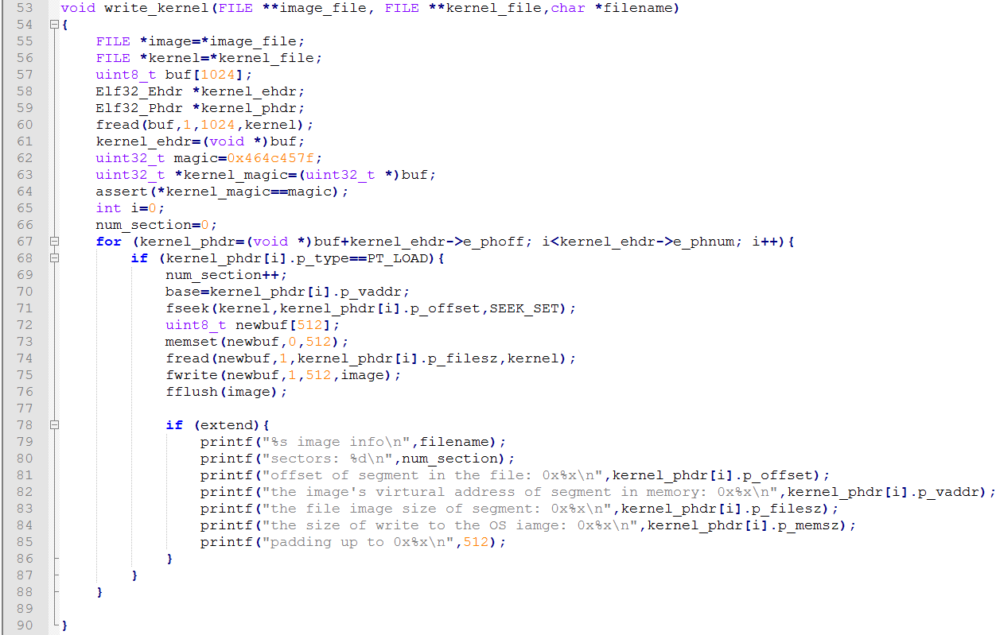 53 void write_kernel(FILE **image_file, FILE **kernel_file,char *filename)
54 {
55 FILE *image=*image_file;
56 FILE *kernel=*kernel_file;
57 uint8_t buf[1024];
58 Elf32_Ehdr *kernel_ehdr;
59 Elf32_Phdr *kernel_phdr;
60 fread(buf,1,1024,kernel);
61 kernel_ehdr=(void *)buf;
62 uint32_t magic=0x464c457f;
63 uint32_t *kernel_magic=(uint32_t *)buf;
64 assert(*kernel_magic==magic);
65 int i=0;
66 num_section=0;
67 for (kernel_phdr=(void *)buf+kernel_ehdr->e_phoff; i<kernel_ehdr->e_phnum; i++){
68 if (kernel_phdr[i].p_type==PT_LOAD){
69 num_section++;
70 base=kernel_phdr[i].p_vaddr;
71 fseek(kernel,kernel_phdr[i].p_offset,SEEK_SET);
72 uint8_t newbuf[512];
73 memset(newbuf,0,512);
74 fread(newbuf,1,kernel_phdr[i].p_filesz,kernel);
75 fwrite(newbuf,1,512,image);
76 fflush(image);
77
78 if (extend){
79 printf("%s image info\n",filename);
80 printf("sectors: %d\n",num_section);
81 printf("offset of segment in the file: 0x%x\n",kernel_phdr[i].p_offset);
82 printf("the image's virtural address of segment in memory: 0x%x\n",kernel_phdr[i].p_vaddr);
83 printf("the file image size of segment: 0x%x\n",kernel_phdr[i].p_filesz);
84 printf("the size of write to the OS iamge: 0x%x\n",kernel_phdr[i].p_memsz);
85 printf("padding up to 0x%x\n",512);
86 }
87 }
88 }
89
90 }